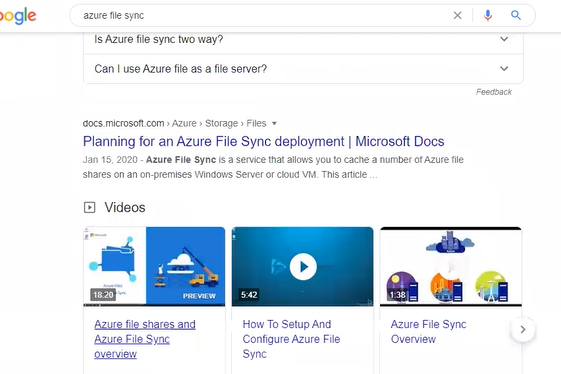 oogle azure file sync
Is Azure file sync two way?
Can I use Azure file as a file server?
Feedback
docs.microsoft.com › Azure › Storage › Files
Planning for an Azure File Sync deployment | Microsoft Docs
Jan 15, 2020 - Azure File Sync is a service that allows you to cache a number of Azure file
shares on an on-premises Windows Server or cloud VM. This article ...
Videos
18:20
PREVIEW
5:42
1:38
Azure file shares and
Azure File Sync
overview
How To Setup And
Configure Azure File
Sync
Azure File Sync
Overview